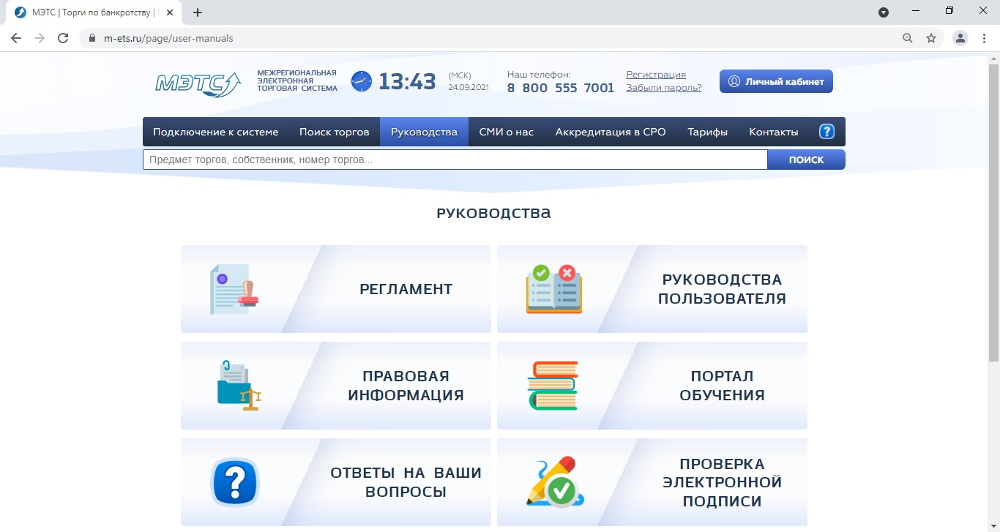 МЭТС | Торги по банкротству |
m-ets.ru/page/user-manuals
МЭТС
МЕЖРЕГИОНАЛЬНАЯ
ЭЛЕКТРОННАЯ
ТОРГОВАЯ СИСТЕМА
13:43
(МСК)
24.09.2021
Наш телефон:
8 800 555 7001
Регистрация
Забыли пароль?
Личный кабинет
Подключение к системе Поиск торгов Руководства СМИ о нас Аккредитация в СРО Тарифы Контакты ?
Предмет торгов, собственник, номер торгов...
ПОИСК
РУКОВОДСТВА
РЕГЛАМЕНТ
РУКОВОДСТВА
ПОЛЬЗОВАТЕЛЯ
ПРАВОВАЯ
ИНФОРМАЦИЯ
ПОРТАЛ
ОБУЧЕНИЯ
?
ОТВЕТЫ НА ВАШИ
ВОПРОСЫ
ПРОВЕРКА
ЭЛЕКТРОННОЙ
ПОДПИСИ